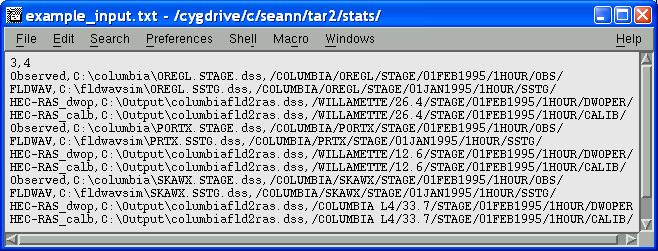 example_input.txt - /cygdrive/c/seann/tar2/stats/
File Edit Search Preferences Shell Macro Windows Help
3,4
Observed,C:\columbia\OREGL.STAGE.dss,/COLUMBIA/OREGL/STAGE/01FEB1995/1HOUR/OBS/
FLDWAV,C:\fldwavsim\OREGL.SSTG.dss,/COLUMBIA/OREGL/STAGE/01JAN1995/1HOUR/SSTG/
HEC-RAS_dwop,C:\Output\columbiafld2ras.dss,/WILLAMETTE/26.4/STAGE/01FEB1995/1HOUR/DWOPER/
HEC-RAS_calb,C:\Output\columbiafld2ras.dss,/WILLAMETTE/26.4/STAGE/01FEB1995/1HOUR/CALIB/
Observed,C:\columbia\PORTX.STAGE.dss,/COLUMBIA/PORTX/STAGE/01FEB1995/1HOUR/OBS/
FLDWAV,C:\fldwavsim\PRTX.SSTG.dss,/COLUMBIA/PRTX/STAGE/01JAN1995/1HOUR/SSTG/
HEC-RAS_dwop,C:\Output\columbiafld2ras.dss,/WILLAMETTE/12.6/STAGE/01FEB1995/1HOUR/DWOPER/
HEC-RAS_calb,C:\Output\columbiafld2ras.dss,/WILLAMETTE/12.6/STAGE/01FEB1995/1HOUR/CALIB/
Observed,C:\columbia\SKAWX.STAGE.dss,/COLUMBIA/SKAWX/STAGE/01FEB1995/1HOUR/OBS/
FLDWAV,C:\fldwavsim\SKAWX.SSTG.dss,/COLUMBIA/SKAWX/STAGE/01JAN1995/1HOUR/SSTG/
HEC-RAS_dwop,C:\Output\columbiafld2ras.dss,/COLUMBIA L4/33.7/STAGE/01FEB1995/1HOUR/DWOPER
HEC-RAS_calb,C:\Output\columbiafld2ras.dss,/COLUMBIA L4/33.7/STAGE/01FEB1995/1HOUR/CALIB/